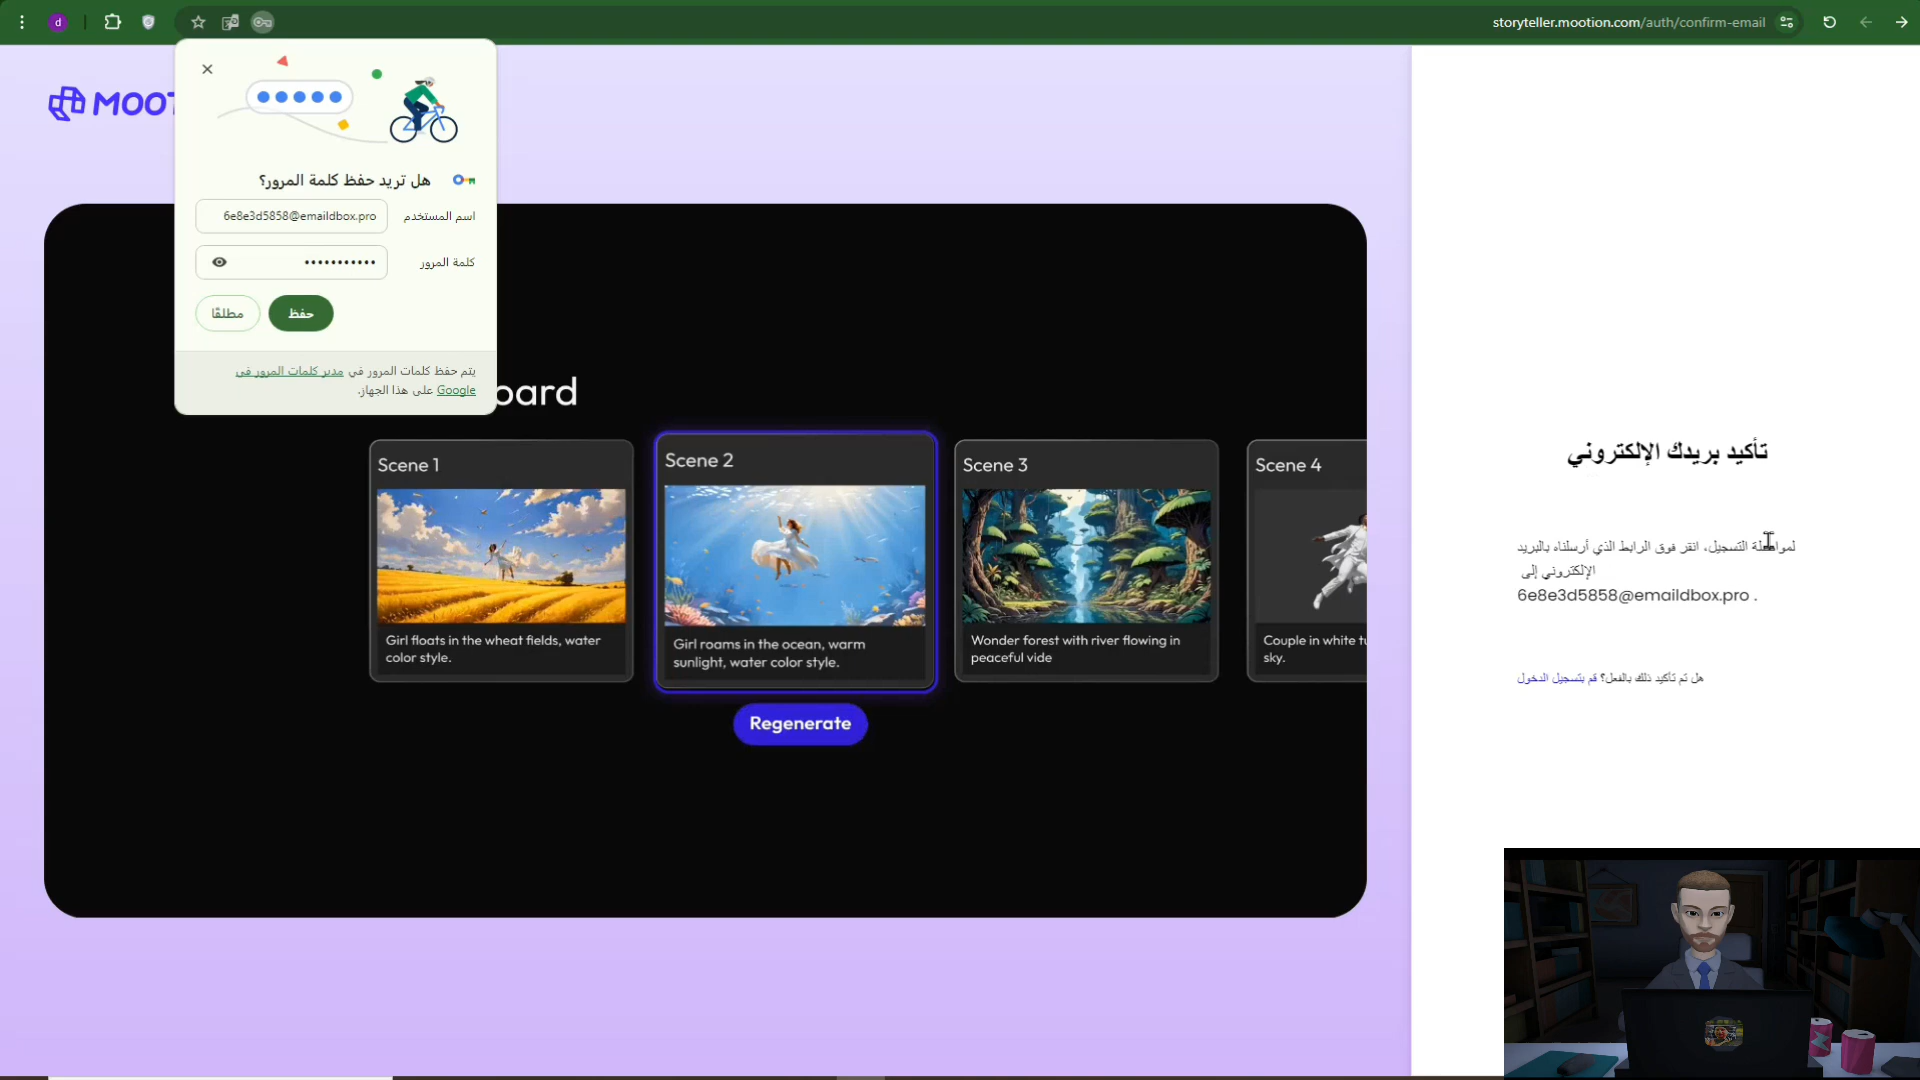 storyteller.mootion.com/auth/confirm-email
d
هل تريد حفظ كلمة المرور؟
اسم المستخدم
6e8e3d5858@emaildbox.pro
كلمة المرور
•••••••••••
حفظ
مطلقًا
يتم حفظ كلمات المرور في مدير كلمات المرور في
Google على هذا الجهاز.
Scene 1
Girl floats in the wheat fields, water
color style.
Scene 2
Girl roams in the ocean, warm
sunlight, water color style.
Scene 3
Wonder forest with river flowing in
peaceful vide
Scene 4
Couple in white
sky.
Regenerate
تأكيد بريدك الإلكتروني
لمواصلة التسجيل، انقر فوق الرابط الذي أرسلناه بالبريد
الإلكتروني إلى
6e8e3d5858@emaildbox.pro .
هل تم تأكيد ذلك بالفعل؟ قم بتسجيل الدخول